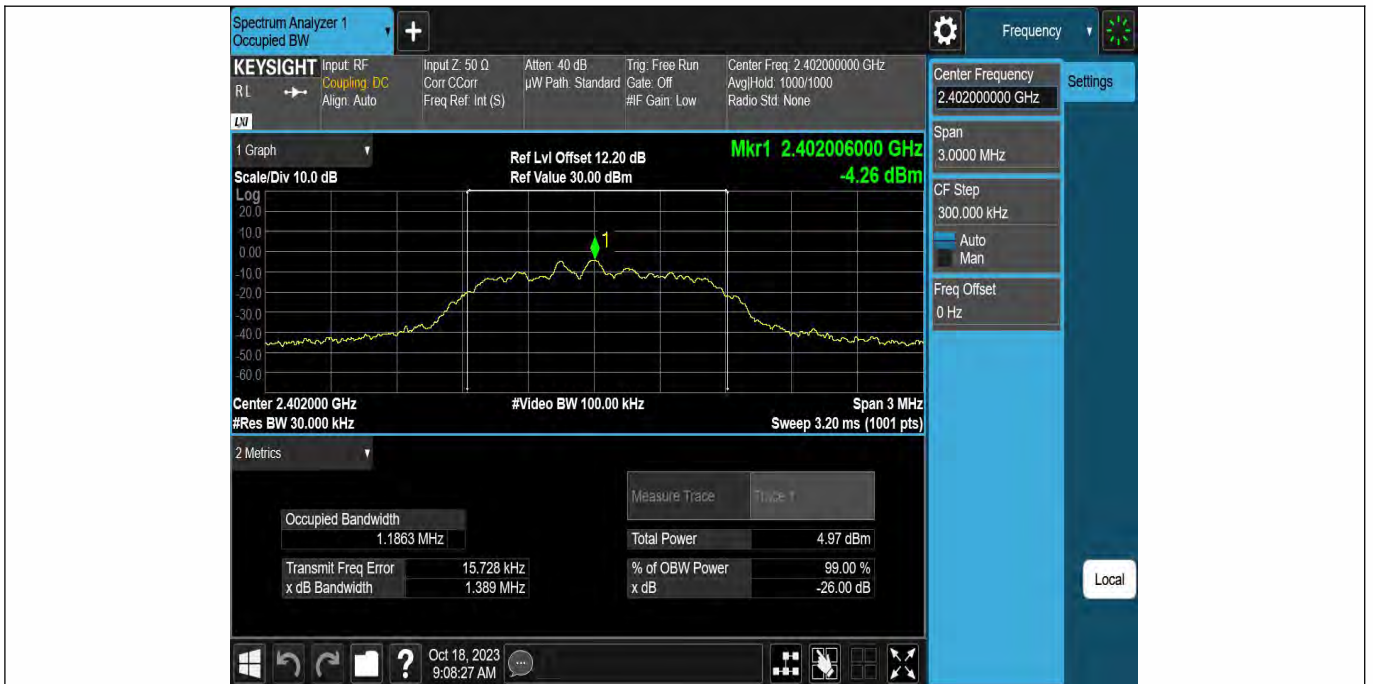 Spectrum Analyzer 1
Occupied BW
Frequency
KEYSIGHT
RL
LXI
Input: RF
Coupling: DC
Align: Auto
Input Z: 50 Ω
Corr CCorr
Freq Ref: Int (S)
Atten: 40 dB
µW Path: Standard
Trig: Free Run
Gate: Off
#IF Gain: Low
Center Freq: 2.402000000 GHz
Avg|Hold: 1000/1000
Radio Std: None
Center Frequency
2.402000000 GHz
Settings
Span
3.0000 MHz
CF Step
300.000 kHz
Auto
Man
Freq Offset
0 Hz
Local
1 Graph
Scale/Div 10.0 dB
Ref Lvl Offset 12.20 dB
Ref Value 30.00 dBm
Mkr1 2.402006000 GHz
-4.26 dBm
Log
20.0
10.0
0.00
-10.0
-20.0
-30.0
-40.0
-50.0
-60.0
1
Center 2.402000 GHz
#Video BW 100.00 kHz
Span 3 MHz
#Res BW 30.000 kHz
Sweep 3.20 ms (1001 pts)
2 Metrics
Measure Trace
Trace 1
Occupied Bandwidth
1.1863 MHz
Total Power
4.97 dBm
Transmit Freq Error
15.728 kHz
% of OBW Power
99.00 %
x dB Bandwidth
1.389 MHz
x dB
-26.00 dB
?
Oct 18, 2023
9:08:27 AM